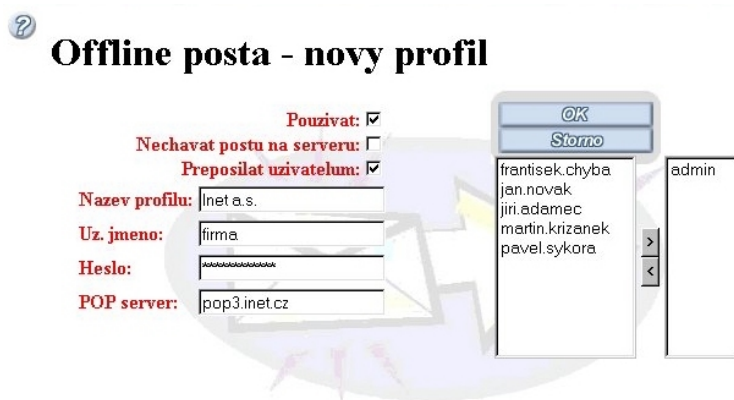 ?
Offline posta - novy profil
Pouzivat:
Nechavat postu na serveru:
Preposilat uzivatelum:
Nazev profilu: Inet a.s.
Uz. jmeno: firma
Heslo: *************
POP server: pop3.inet.cz
OK
Storno
frantisek.chyba
jan.novak
jiri.adamec
martin.krizanek
pavel.sykora
>
<
admin